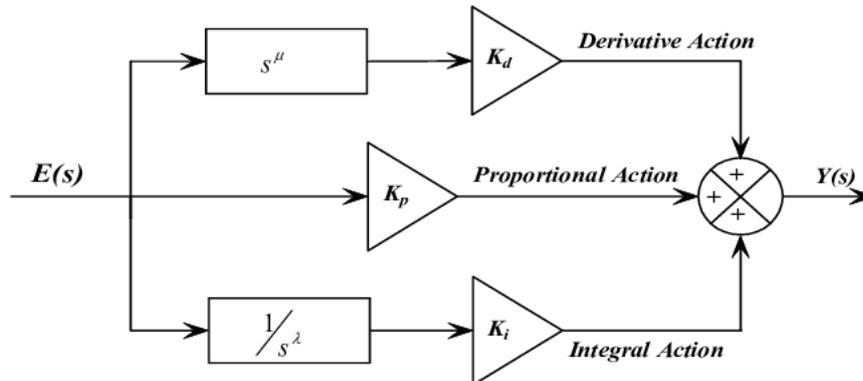 Derivative Action
s^μ
K_d
E(s)
Proportional Action
Y(s)
K_p
+
+
+
1/s^λ
K_i
Integral Action